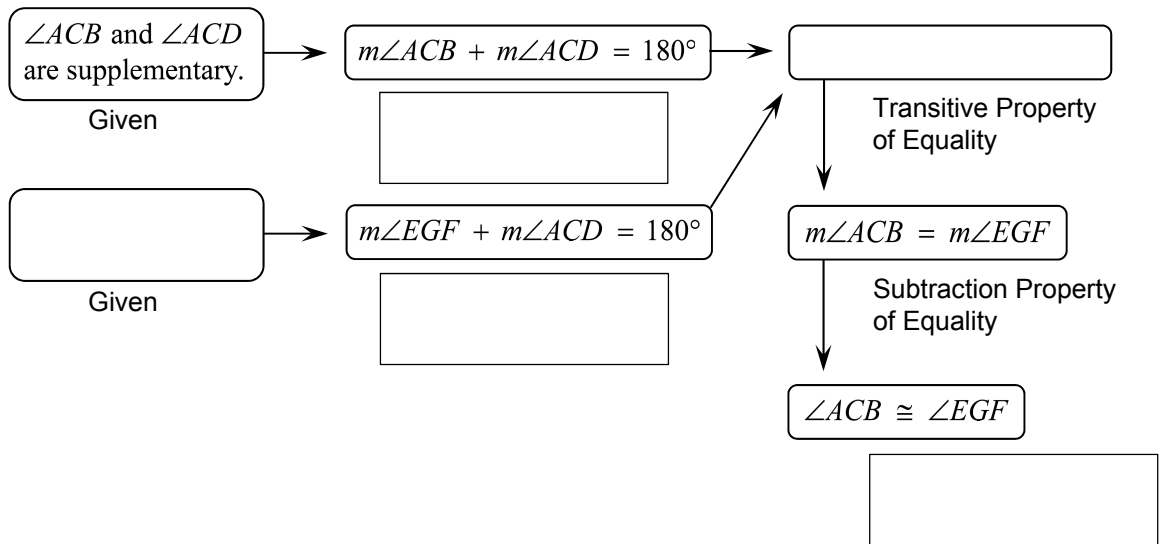 ∠ACB and ∠ACD
are supplementary.
Given
m∠ACB + m∠ACD = 180°
Given
m∠EGF + m∠ACD = 180°
Transitive Property
of Equality
m∠ACB = m∠EGF
Subtraction Property
of Equality
∠ACB ≅ ∠EGF